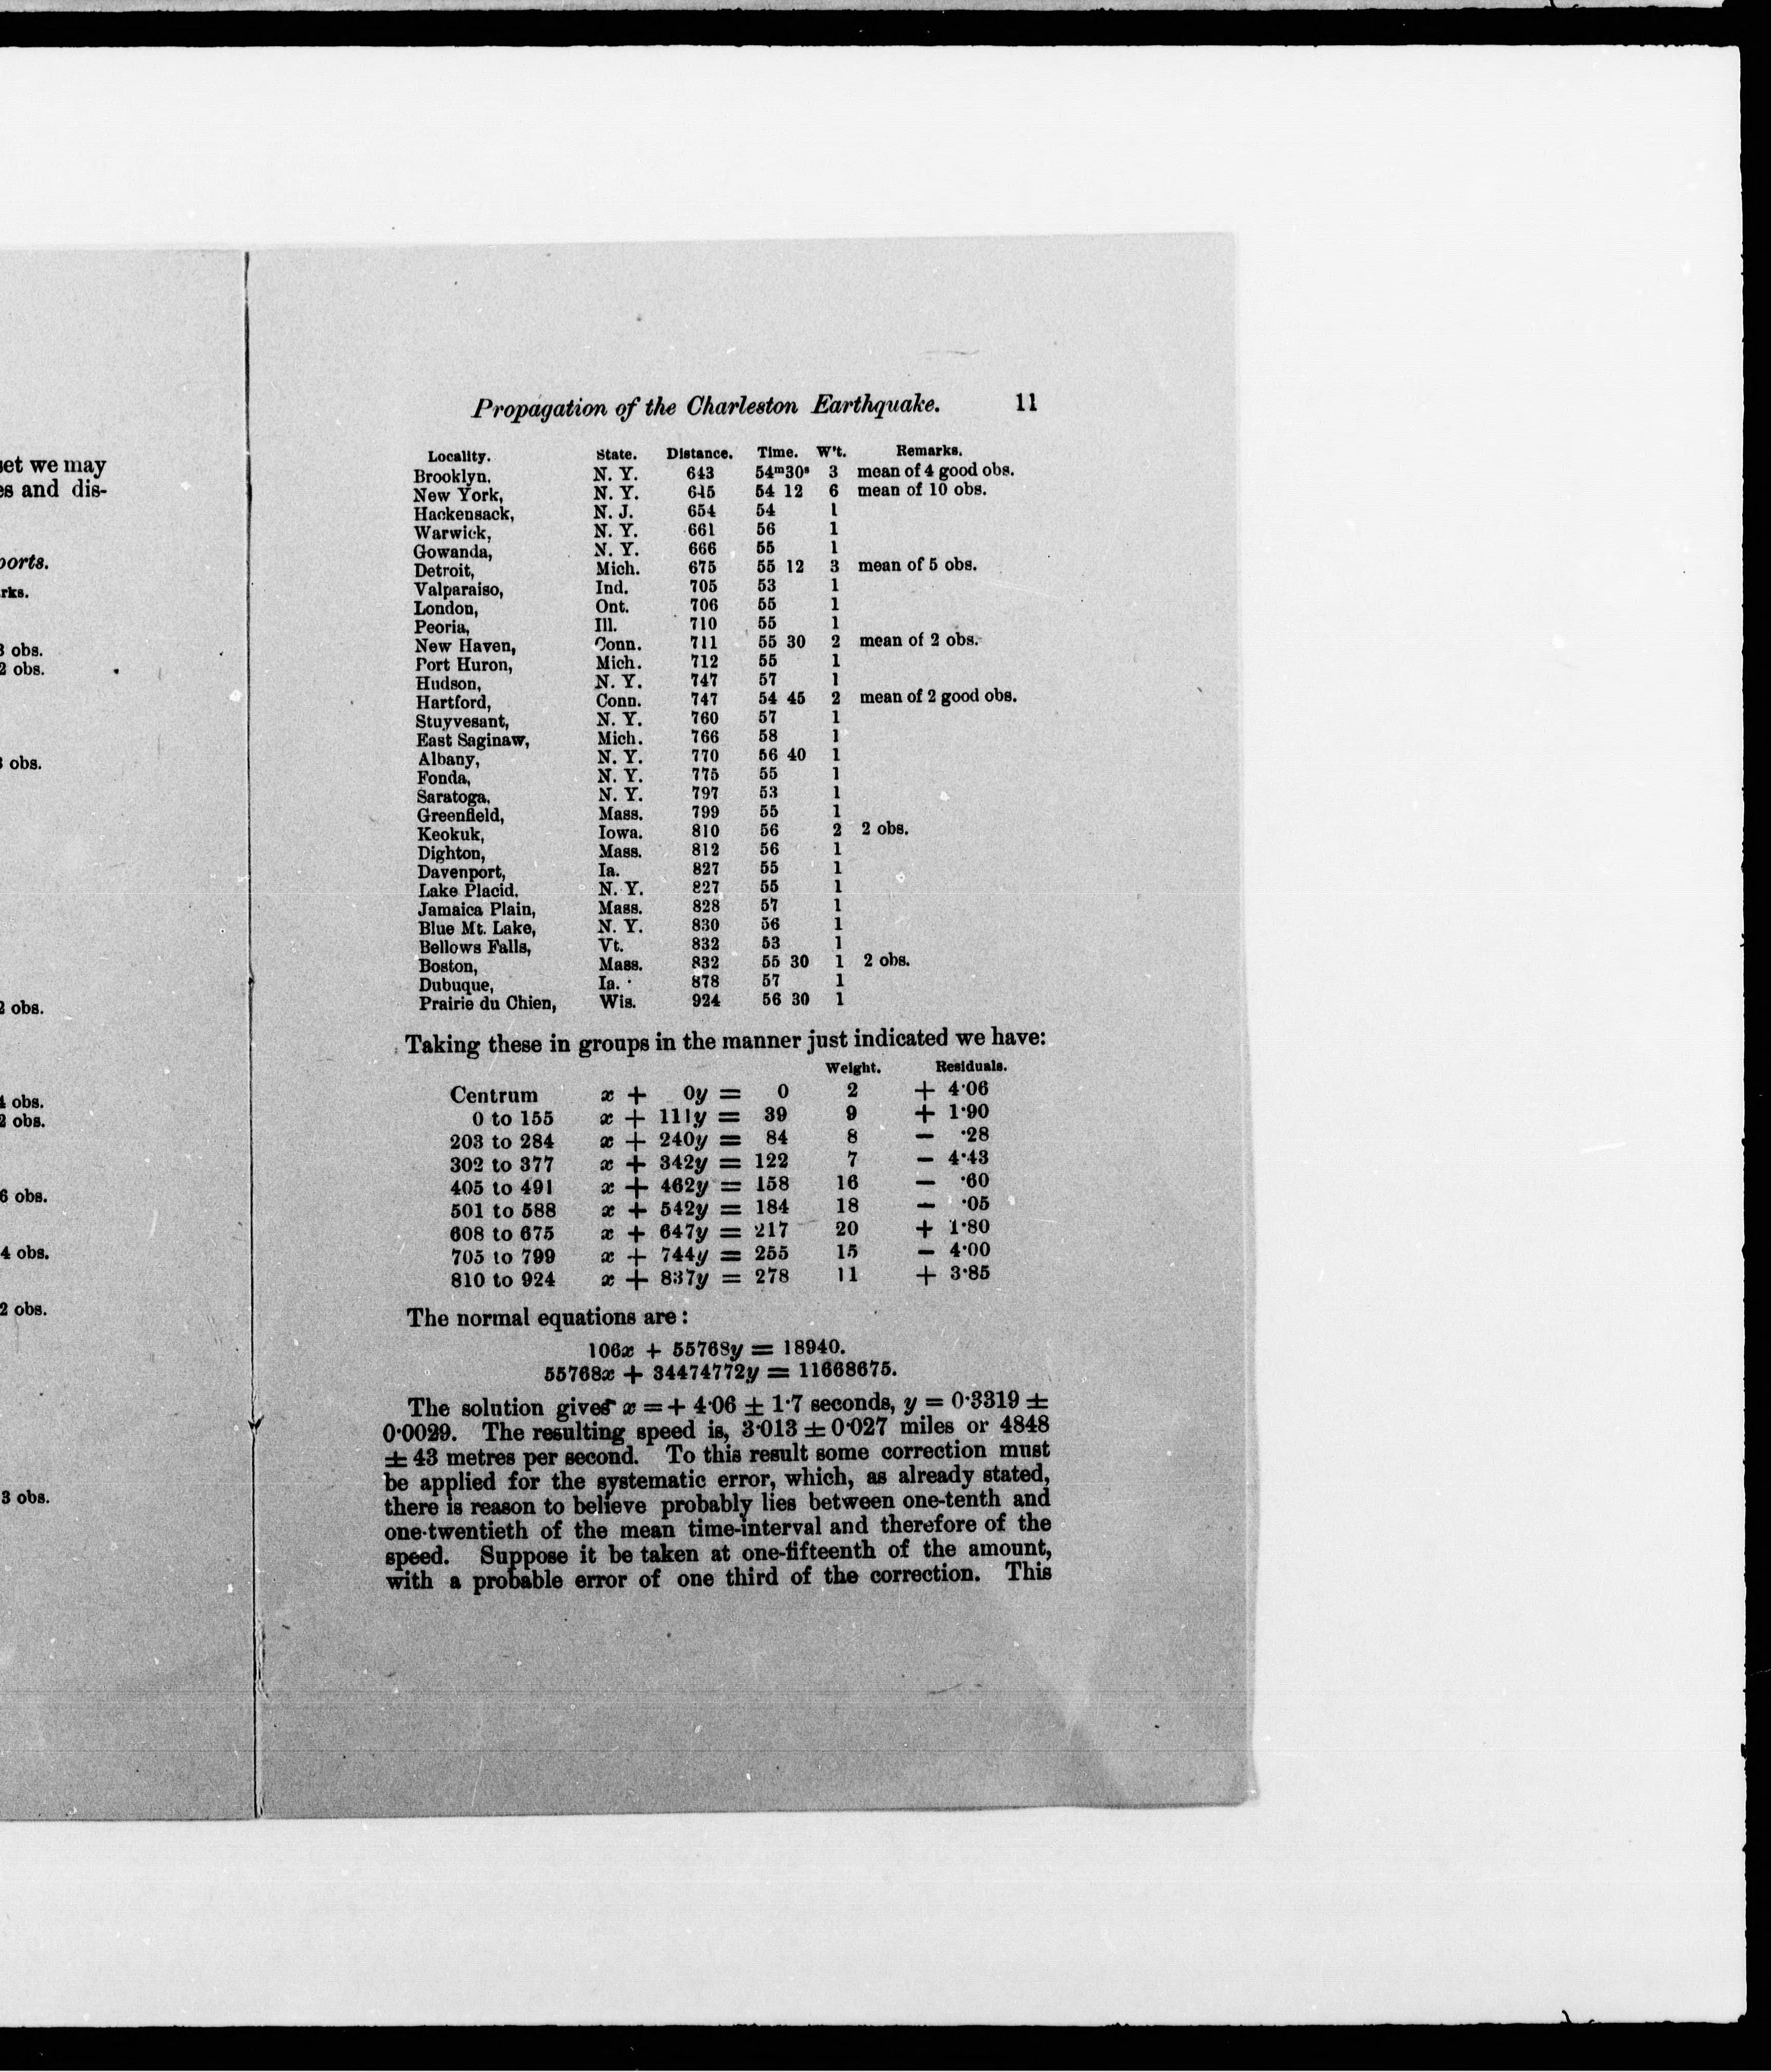 set we may
es and dis-
ports.
rks.
3 obs.
2 obs.
3 obs.
2 obs.
4 obs.
2 obs.
6 obs.
4 obs.
2 obs.
3 obs.
Propagation of the Charleston Earthquake. 11
Locality. State. Distance. Time. W't. Remarks.
Brooklyn. N. Y. 643 54ᵐ30ˢ 3 mean of 4 good obs.
New York, N. Y. 645 54 12 6 mean of 10 obs.
Hackensack, N. J. 654 54 1
Warwick, N. Y. 661 56 1
Gowanda, N. Y. 666 55 1
Detroit, Mich. 675 55 12 3 mean of 5 obs.
Valparaiso, Ind. 705 53 1
London, Ont. 706 55 1
Peoria, Ill. 710 55 1
New Haven, Conn. 711 55 30 2 mean of 2 obs.
Port Huron, Mich. 712 55 1
Hudson, N. Y. 747 57 1
Hartford, Conn. 747 54 45 2 mean of 2 good obs.
Stuyvesant, N. Y. 760 57 1
East Saginaw, Mich. 766 58 1
Albany, N. Y. 770 56 40 1
Fonda, N. Y. 775 55 1
Saratoga, N. Y. 797 53 1
Greenfield, Mass. 799 55 1
Keokuk, Iowa. 810 56 2 2 obs.
Dighton, Mass. 812 56 1
Davenport, Ia. 827 55 1
Lake Placid. N. Y. 827 55 1
Jamaica Plain, Mass. 828 57 1
Blue Mt. Lake, N. Y. 830 56 1
Bellows Falls, Vt. 832 53 1
Boston, Mass. 832 55 30 1 2 obs.
Dubuque, Ia. 878 57 1
Prairie du Chien, Wis. 924 56 30 1
Taking these in groups in the manner just indicated we have:
Weight. Residuals.
Centrum x + 0y = 0 2 + 4·06
0 to 155 x + 111y = 39 9 + 1·90
203 to 284 x + 240y = 84 8 − ·28
302 to 377 x + 342y = 122 7 − 4·43
405 to 491 x + 462y = 158 16 − ·60
501 to 588 x + 542y = 184 18 − ·05
608 to 675 x + 647y = 217 20 + 1·80
705 to 799 x + 744y = 255 15 − 4·00
810 to 924 x + 837y = 278 11 + 3·85
The normal equations are:
106x + 55768y = 18940.
55768x + 34474772y = 11668675.
The solution gives x = + 4·06 ± 1·7 seconds, y = 0·3319 ±
0·0029. The resulting speed is, 3·013 ± 0·027 miles or 4848
± 43 metres per second. To this result some correction must
be applied for the systematic error, which, as already stated,
there is reason to believe probably lies between one-tenth and
one-twentieth of the mean time-interval and therefore of the
speed. Suppose it be taken at one-fifteenth of the amount,
with a probable error of one third of the correction. This